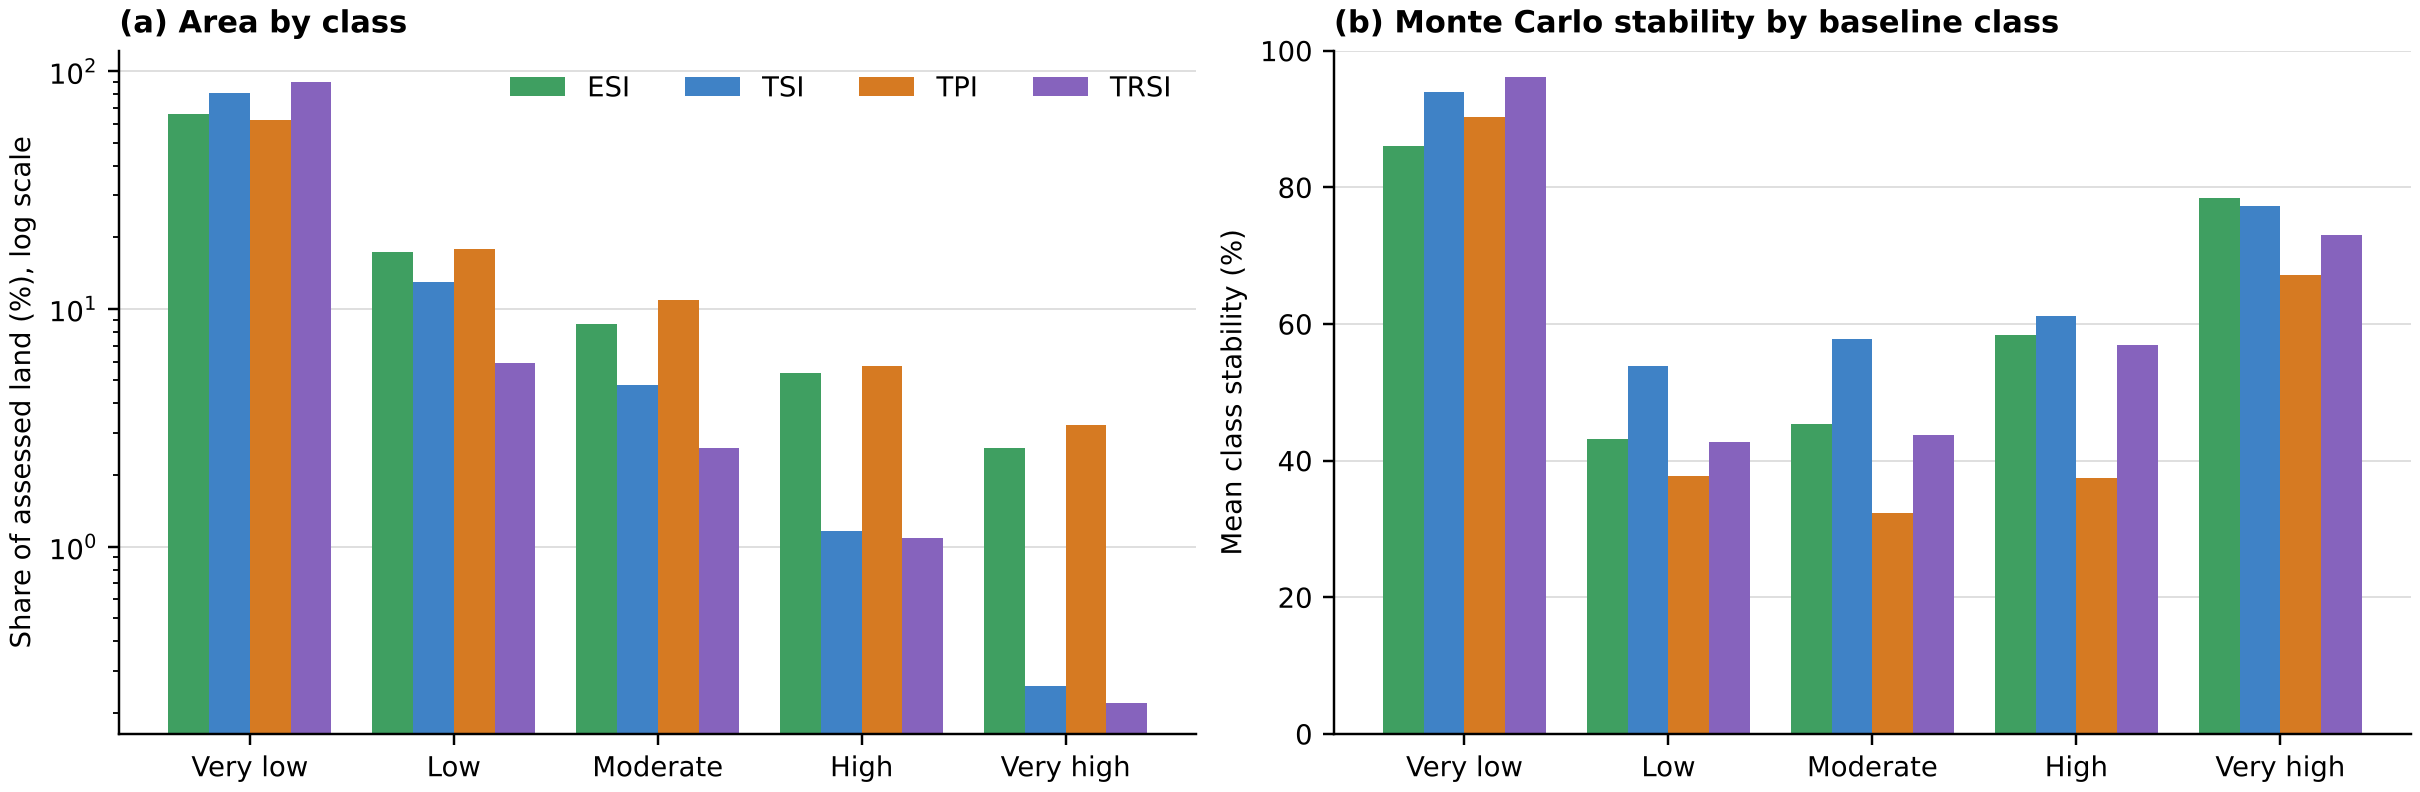 (a) Area by class
Share of assessed land (%), log scale
10²
10¹
10⁰
ESI TSI TPI TRSI
Very low Low Moderate High Very high
(b) Monte Carlo stability by baseline class
Mean class stability (%)
100
80
60
40
20
0
Very low Low Moderate High Very high